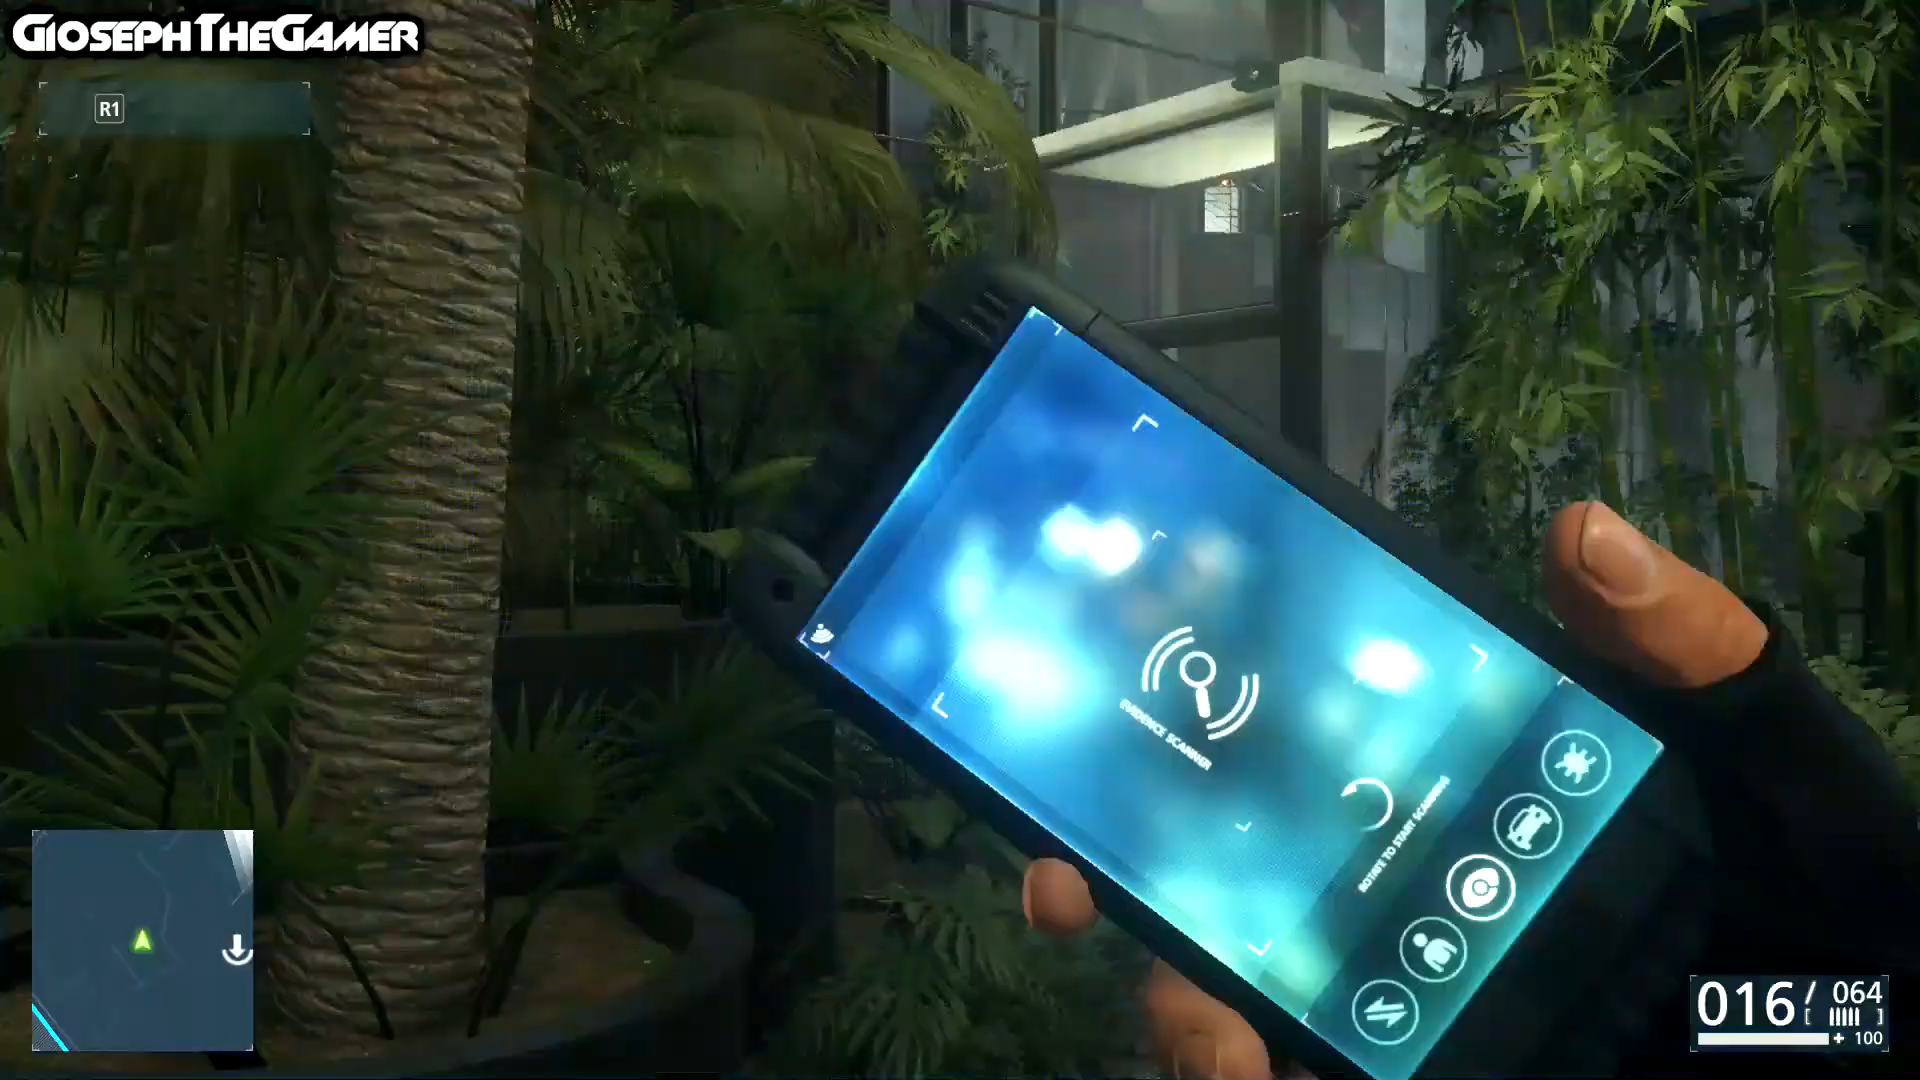 GIOSEPHTHEGAMER
R1
EVIDENCE SCANNER
ROTATE TO START SCANNING
016 / 064
+ 100